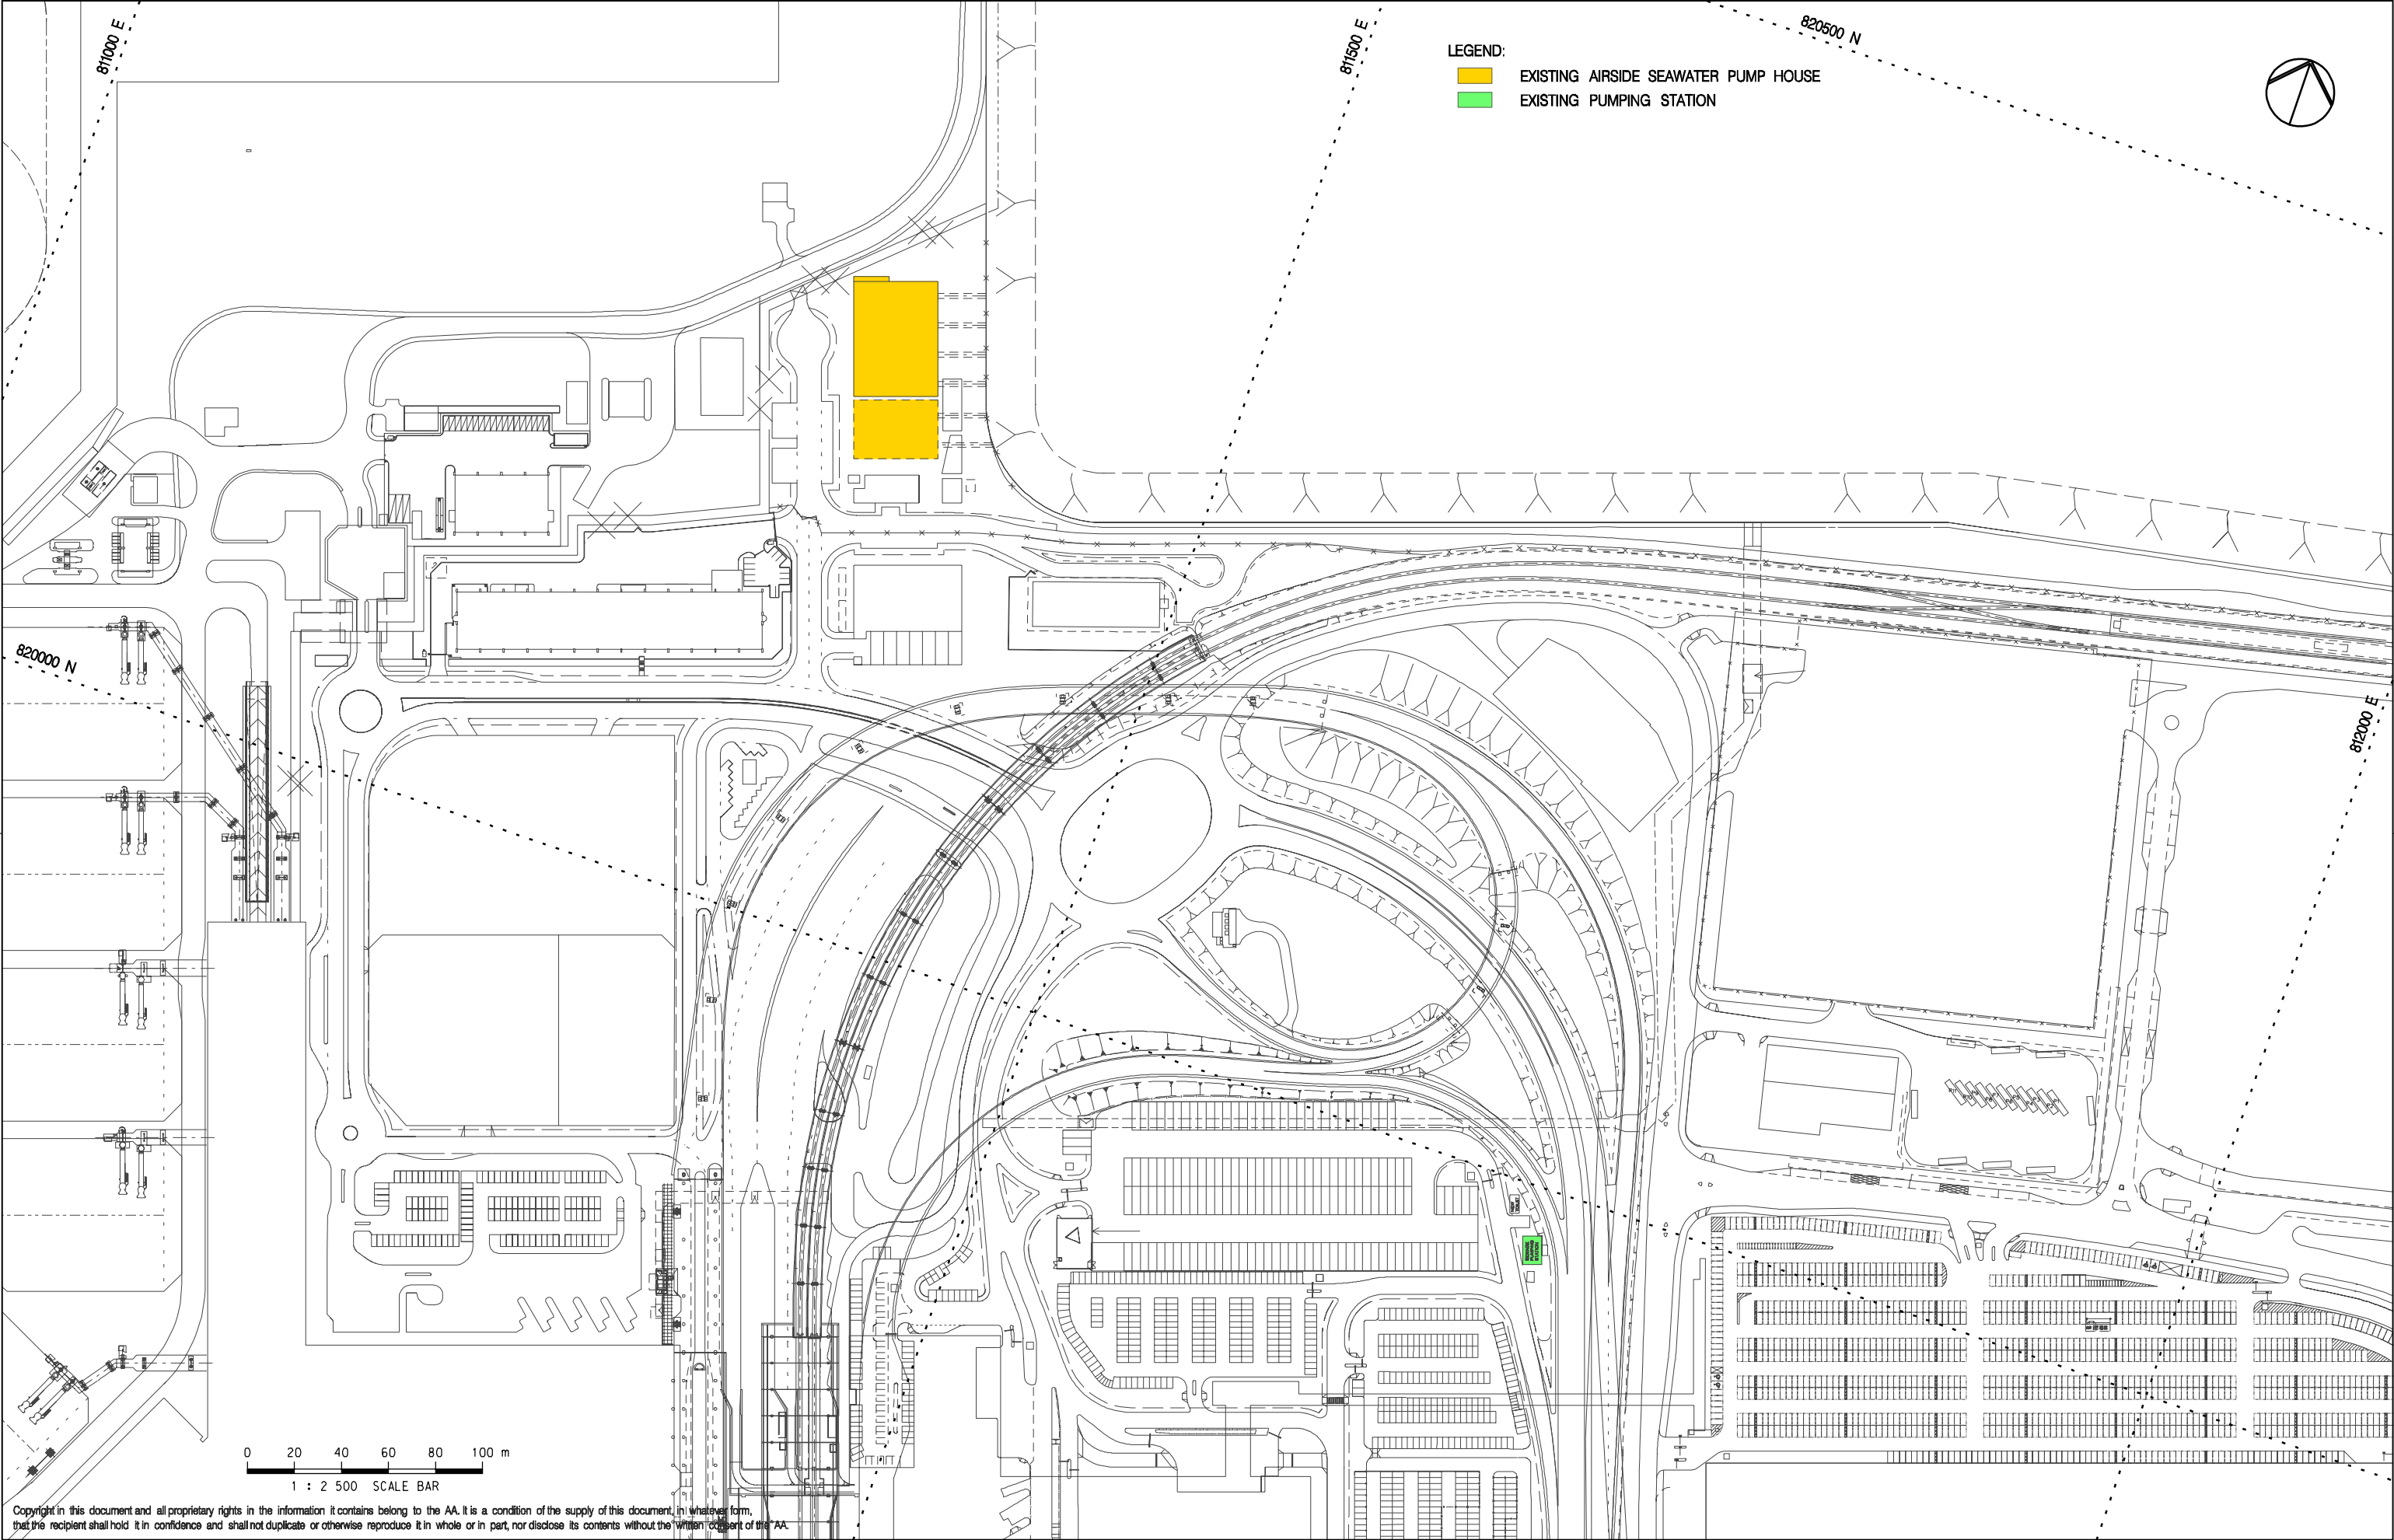 811000 E
811500 E
820500 N
LEGEND:
EXISTING AIRSIDE SEAWATER PUMP HOUSE
EXISTING PUMPING STATION
820000 N
812000 E
0 20 40 60 80 100 m
1 : 2 500 SCALE BAR
Copyright in this document and all proprietary rights in the information it contains belong to the AA. It is a condition of the supply of this document, in whatever form,
that the recipient shall hold it in confidence and shall not duplicate or otherwise reproduce it in whole or in part, nor disclose its contents without the written consent of the AA.